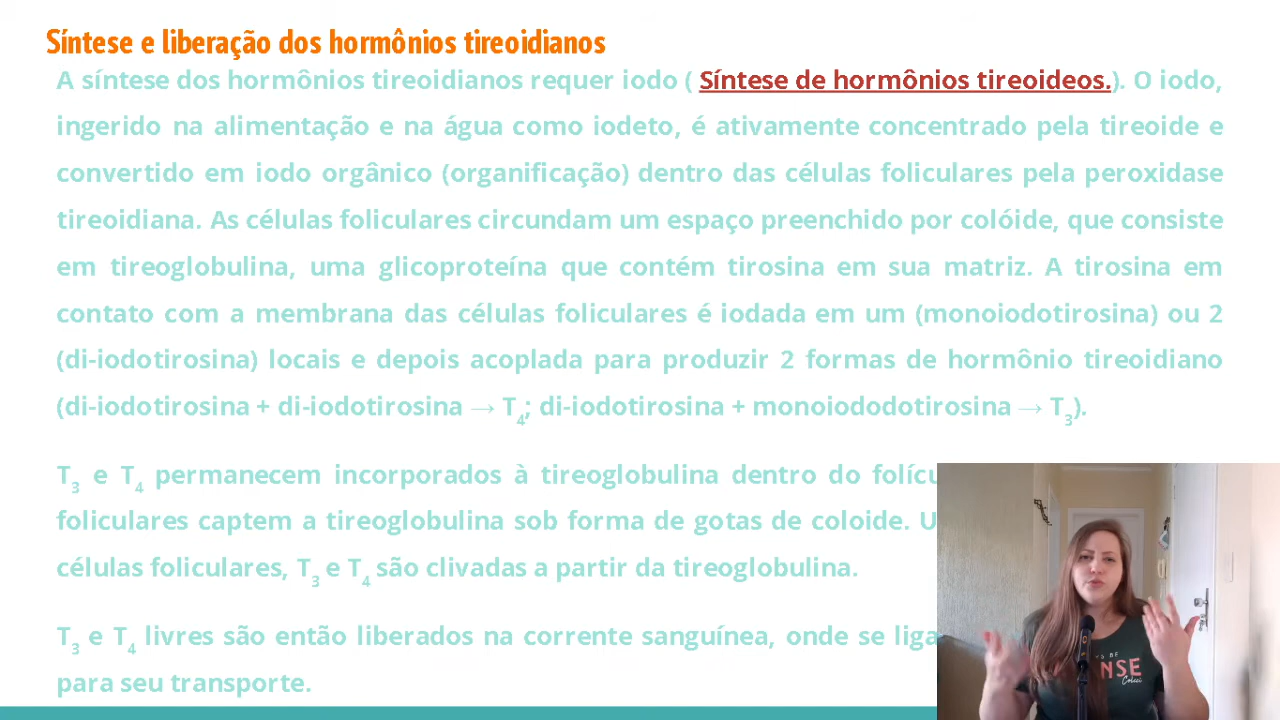 Síntese e liberação dos hormônios tireoidianos
A síntese dos hormônios tireoidianos requer iodo ( Síntese de hormônios tireoideos.). O iodo,
ingerido na alimentação e na água como iodeto, é ativamente concentrado pela tireoide e
convertido em iodo orgânico (organificação) dentro das células foliculares pela peroxidase
tireoidiana. As células foliculares circundam um espaço preenchido por colóide, que consiste
em tireoglobulina, uma glicoproteína que contém tirosina em sua matriz. A tirosina em
contato com a membrana das células foliculares é iodada em um (monoiodotirosina) ou 2
(di-iodotirosina) locais e depois acoplada para produzir 2 formas de hormônio tireoidiano
(di-iodotirosina + di-iodotirosina → T4; di-iodotirosina + monoiododotirosina → T3).
T3 e T4 permanecem incorporados à tireoglobulina dentro do
foliculares captem a tireoglobulina sob forma de gotas de coloide.
células foliculares, T3 e T4 são clivadas a partir da tireoglobulina.
T3 e T4 livres são então liberados na corrente sanguínea, onde se
para seu transporte.
Colcci